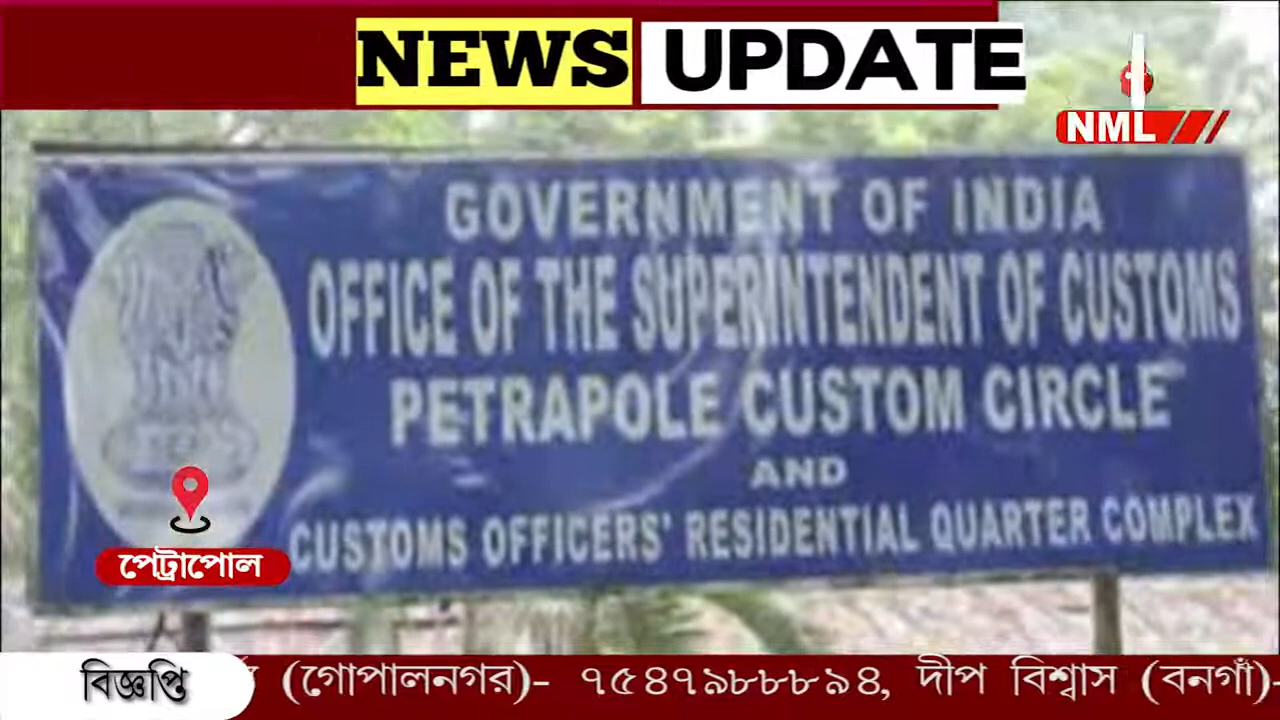 NEWS UPDATE
NML
GOVERNMENT OF INDIA
OFFICE OF THE SUPERINTENDENT OF CUSTOMS
PETRAPOLE CUSTOM CIRCLE
AND
CUSTOMS OFFICERS' RESIDENTIAL QUARTER COMPLEX
পেট্রাপোল
বিজ্ঞপ্তি
(গোপালনগর)- ৭৫৪৭৯৮৮৮৯৪, দীপ বিশ্বাস (বনগাঁ)-